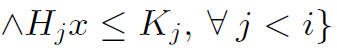 ∧H_j x ≤ K_j, ∀ j < i}